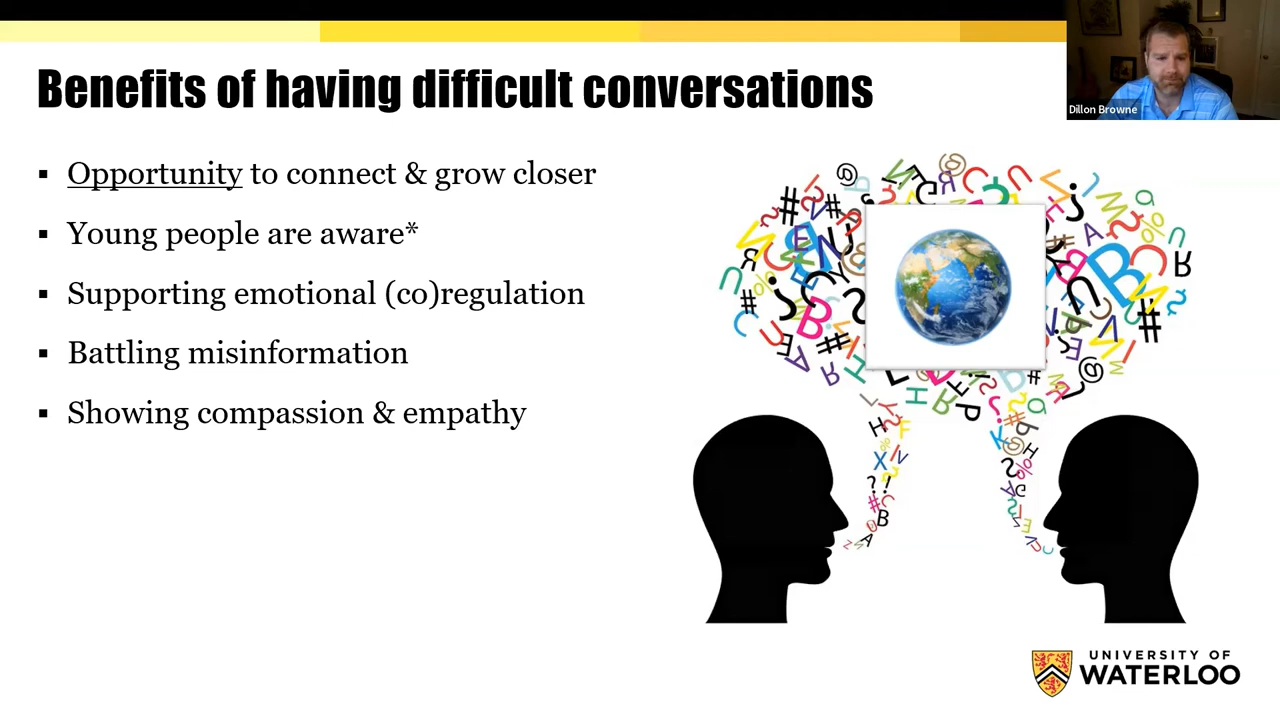 Benefits of having difficult conversations
Dillon Browne
▪ Opportunity to connect & grow closer
▪ Young people are aware*
▪ Supporting emotional (co)regulation
▪ Battling misinformation
▪ Showing compassion & empathy
UNIVERSITY OF
WATERLOO